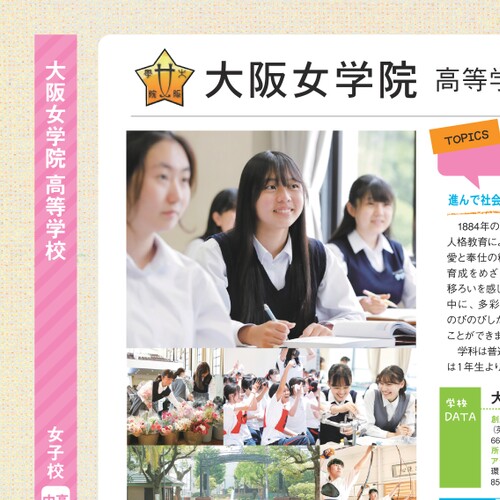 大阪女学院 高等学校
女子校
中高
大阪女学院 高等学
TOPICS
進んで社会
1884年の
人格教育によ
愛と奉仕の精
育成をめざ
移ろいを感じ
中に、多彩
のびのびしか
ことができま
学科は普通
は1年生より
学校
DATA
大
創
66
所
ア
環
85